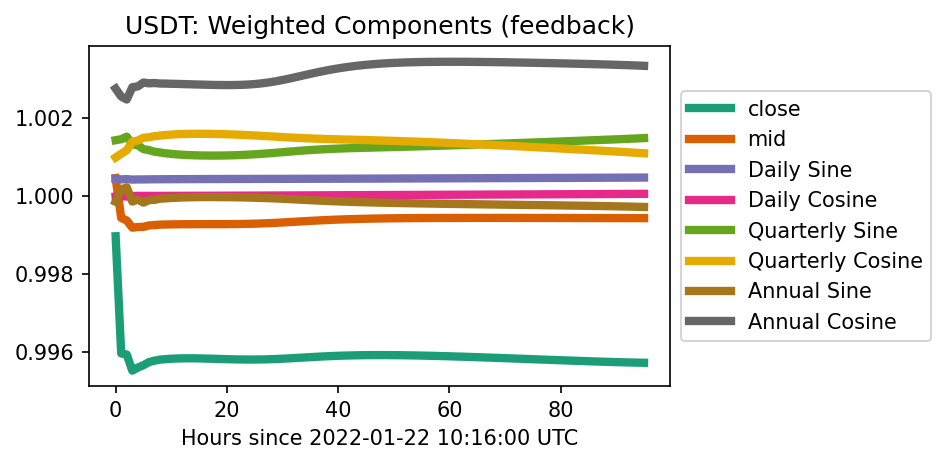 USDT: Weighted Components (feedback)
1.002
1.000
0.998
0.996
0 20 40 60 80
Hours since 2022-01-22 10:16:00 UTC
close
mid
Daily Sine
Daily Cosine
Quarterly Sine
Quarterly Cosine
Annual Sine
Annual Cosine